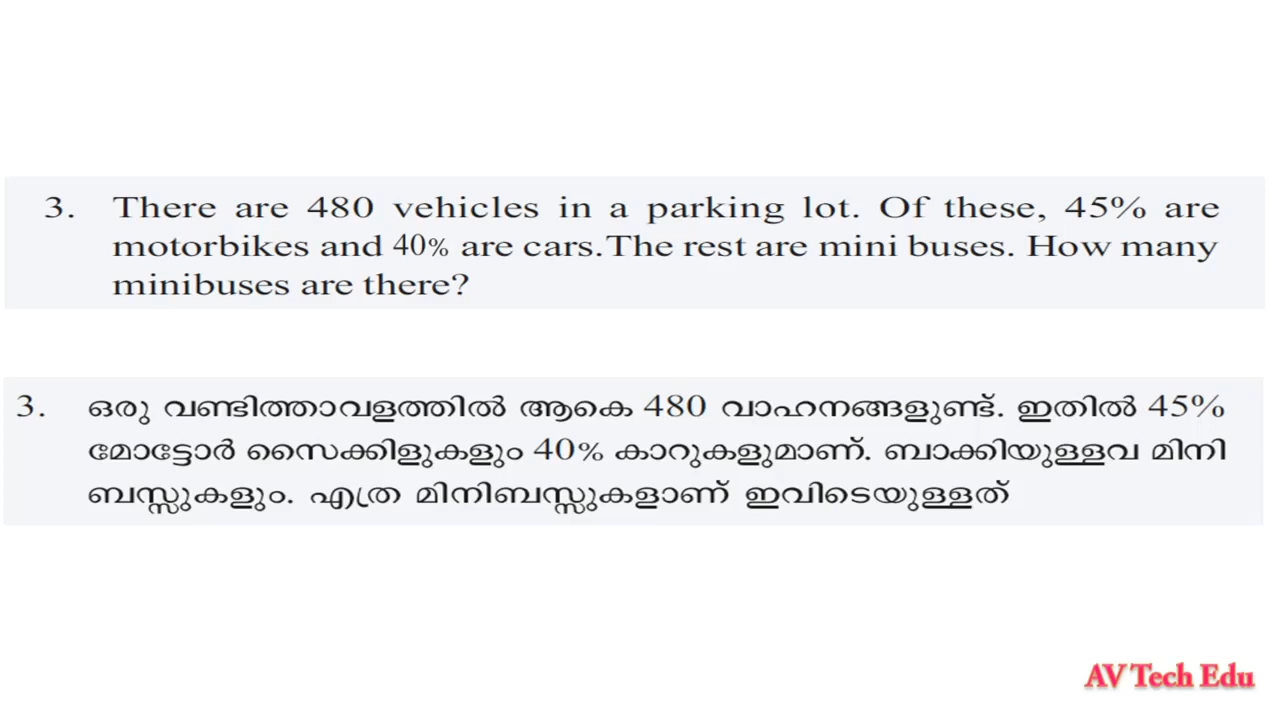 3. There are 480 vehicles in a parking lot. Of these, 45% are
motorbikes and 40% are cars.The rest are mini buses. How many
minibuses are there?
3. ഒരു വണ്ടിത്താവളത്തിൽ ആകെ 480 വാഹനങ്ങളുണ്ട്. ഇതിൽ 45%
മോട്ടോർ സൈക്കിളുകളും 40% കാറുകളുമാണ്. ബാക്കിയുള്ളവ മിനി
ബസ്സുകളും. എത്ര മിനിബസ്സുകളാണ് ഇവിടെയുള്ളത്
AV Tech Edu